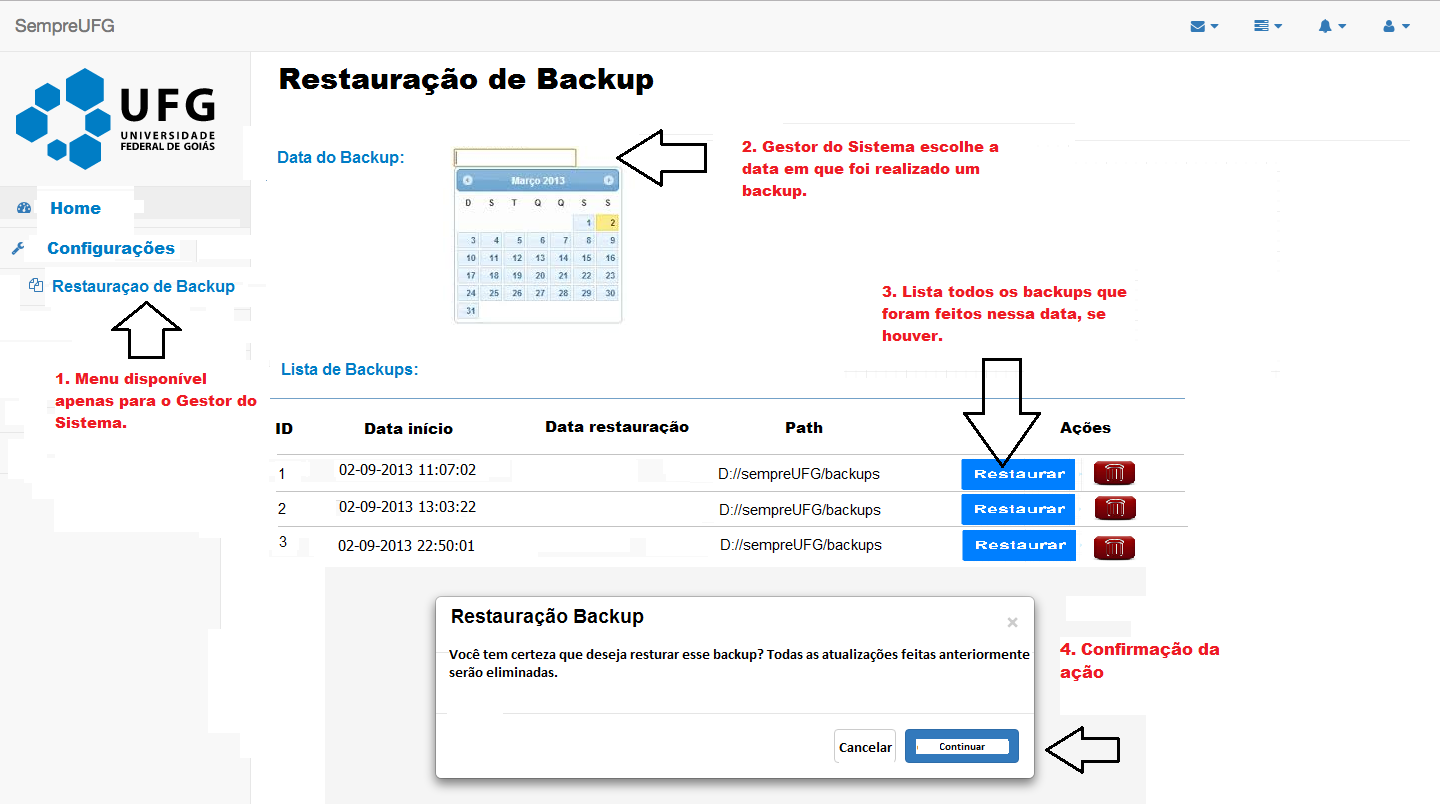 SempreUFG
UFG
UNIVERSIDADE
FEDERAL DE GOIÁS
Home
Configurações
Restauraçao de Backup
1. Menu disponível
apenas para o Gestor do
Sistema.
Restauração de Backup
Data do Backup:
Março 2013
D S T Q Q S S
1 2
3 4 5 6 7 8 9
10 11 12 13 14 15 16
17 18 19 20 21 22 23
24 25 26 27 28 29 30
31
2. Gestor do Sistema escolhe a
data em que foi realizado um
backup.
3. Lista todos os backups que
foram feitos nessa data, se
houver.
Lista de Backups:
ID Data início Data restauração Path Ações
1 02-09-2013 11:07:02 D://sempreUFG/backups Restaurar
2 02-09-2013 13:03:22 D://sempreUFG/backups Restaurar
3 02-09-2013 22:50:01 D://sempreUFG/backups Restaurar
Restauração Backup ×
Você tem certeza que deseja resturar esse backup? Todas as atualizações feitas anteriormente
serão eliminadas.
Cancelar Continuar
4. Confirmação da
ação